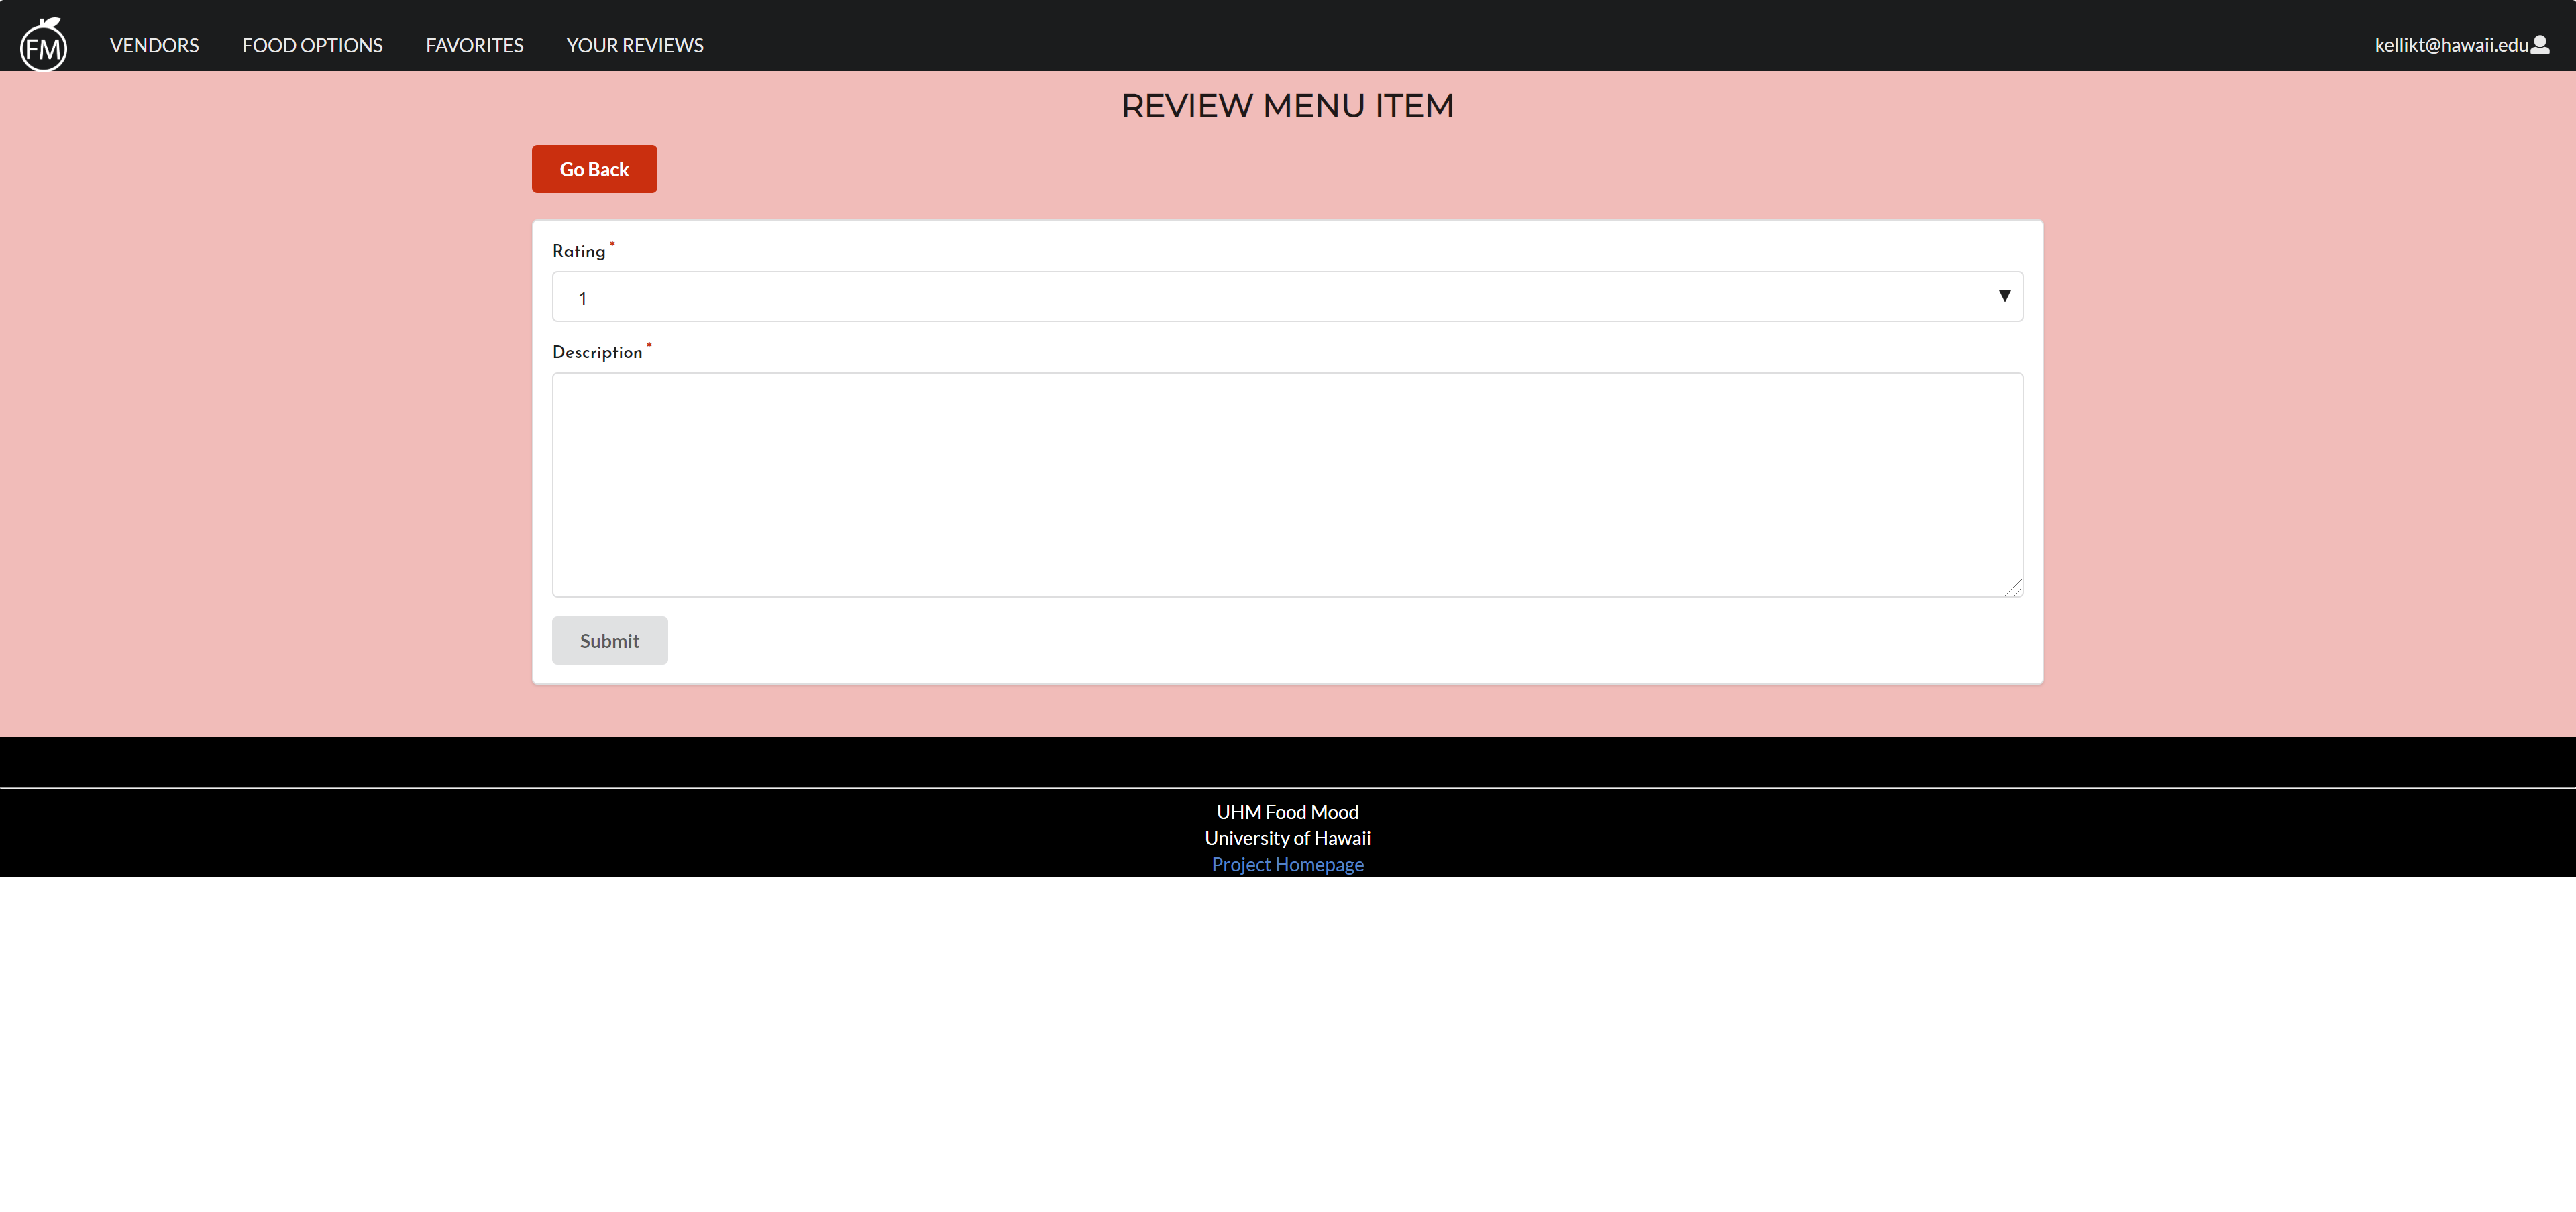 FM
VENDORS
FOOD OPTIONS
FAVORITES
YOUR REVIEWS
kellikt@hawaii.edu
REVIEW MENU ITEM
Go Back
Rating *
1
Description *
Submit
UHM Food Mood
University of Hawaii
Project Homepage